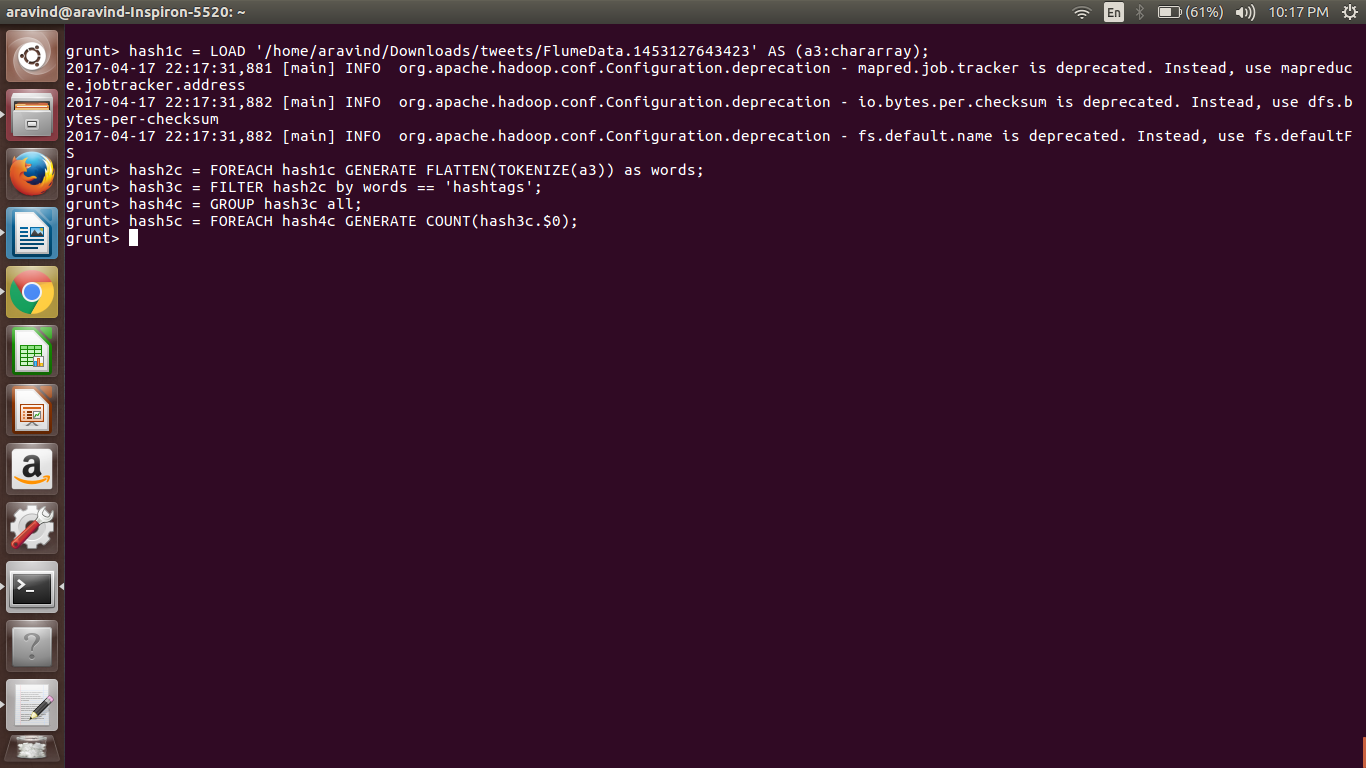 aravind@aravind-Inspiron-5520: ~
En
(61%)
10:17 PM
grunt> hash1c = LOAD '/home/aravind/Downloads/tweets/FlumeData.1453127643423' AS (a3:chararray);
2017-04-17 22:17:31,881 [main] INFO  org.apache.hadoop.conf.Configuration.deprecation - mapred.job.tracker is deprecated. Instead, use mapreduc
e.jobtracker.address
2017-04-17 22:17:31,882 [main] INFO  org.apache.hadoop.conf.Configuration.deprecation - io.bytes.per.checksum is deprecated. Instead, use dfs.b
ytes-per-checksum
2017-04-17 22:17:31,882 [main] INFO  org.apache.hadoop.conf.Configuration.deprecation - fs.default.name is deprecated. Instead, use fs.defaultF
S
grunt> hash2c = FOREACH hash1c GENERATE FLATTEN(TOKENIZE(a3)) as words;
grunt> hash3c = FILTER hash2c by words == 'hashtags';
grunt> hash4c = GROUP hash3c all;
grunt> hash5c = FOREACH hash4c GENERATE COUNT(hash3c.$0);
grunt>